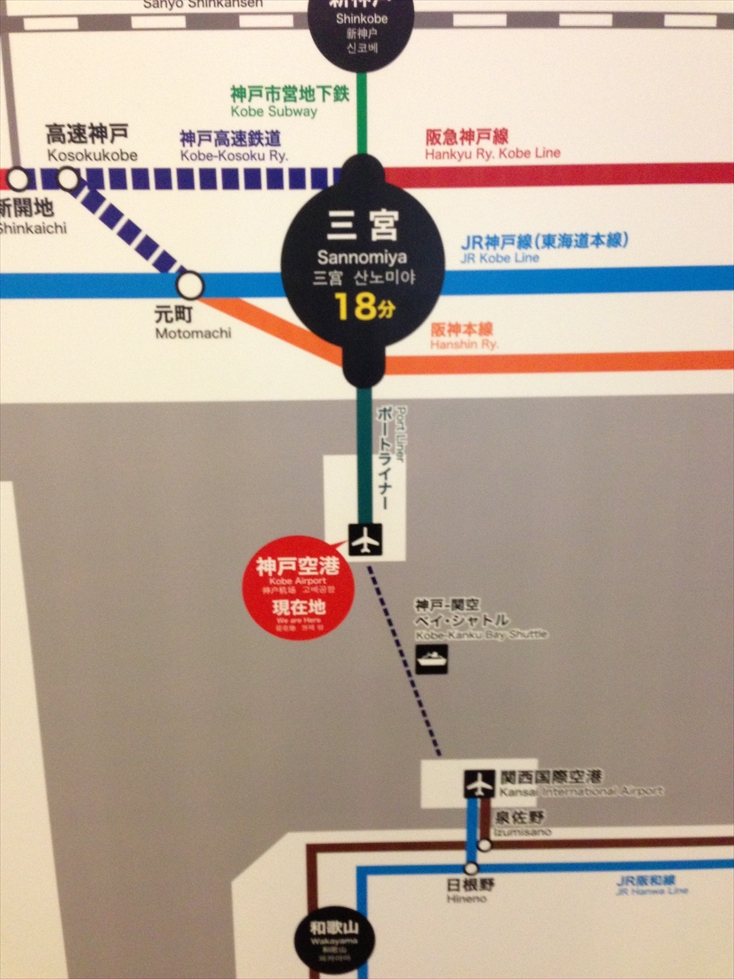 Sanyo Shinkansen
新神戸
Shinkobe
新神户
신코베
神戸市営地下鉄
Kobe Subway
高速神戸
Kosokukobe
神戸高速鉄道
Kobe-Kosoku Ry.
阪急神戸線
Hankyu Ry. Kobe Line
新開地
Shinkaichi
三宮
Sannomiya
三宫 산노미야
18分
JR神戸線(東海道本線)
JR Kobe Line
元町
Motomachi
阪神本線
Hanshin Ry.
ポートライナー
Port Liner
神戸空港
Kobe Airport
神户机场 고베공항
現在地
We are Here
神戸-関空
ベイ・シャトル
Kobe-Kanku Bay Shuttle
関西国際空港
Kansai International Airport
泉佐野
Izumisano
日根野
Hineno
JR阪和線
JR Hanwa Line
和歌山
Wakayama
和歌山
와카야마